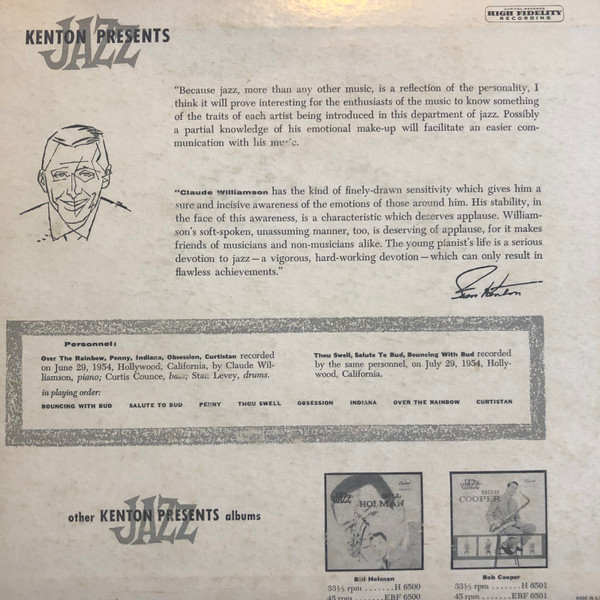 CAPITOL RECORDS
HIGH FIDELITY
RECORDING
KENTON PRESENTS
JAZZ
"Because jazz, more than any other music, is a reflection of the personality, I
think it will prove interesting for the enthusiasts of the music to know something
of the traits of each artist being introduced in this department of jazz. Possibly
a partial knowledge of his emotional make-up will facilitate an easier com-
munication with his music.
"Claude Williamson has the kind of finely-drawn sensitivity which gives him a
sure and incisive awareness of the emotions of those around him. His stability, in
the face of this awareness, is a characteristic which deserves applause. William-
son's soft-spoken, unassuming manner, too, is deserving of applause, for it makes
friends of musicians and non-musicians alike. The young pianist's life is a serious
devotion to jazz — a vigorous, hard-working devotion — which can only result in
flawless achievements."
Stan Kenton
Personnel:
Over The Rainbow, Penny, Indiana, Obsession, Curtistan recorded
on June 29, 1954, Hollywood, California, by Claude Wil-
liamson, piano; Curtis Counce, bass; Stan Levey, drums.
Thou Swell, Salute To Bud, Bouncing With Bud recorded
by the same personnel, on July 29, 1954, Holly-
wood, California.
in playing order:
BOUNCING WITH BUD SALUTE TO BUD PENNY THOU SWELL OBSESSION INDIANA OVER THE RAINBOW CURTISTAN
other KENTON PRESENTS albums
JAZZ
JAZZ
BILL
HOLMAN
JAZZ
BOB
COOPER
Bill Holman
33⅓ rpm .......H 6500
45 rpm .....EBF 6500
Bob Cooper
33⅓ rpm .......H 6501
45 rpm .....EBF 6501